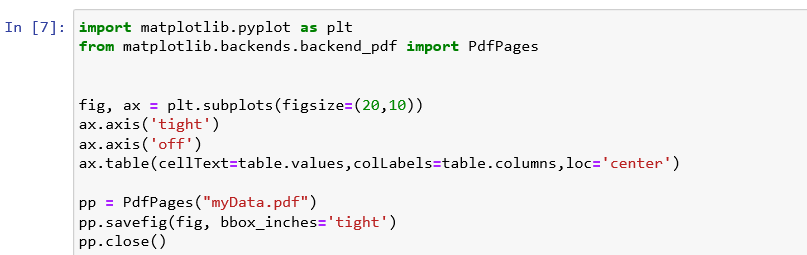 In [7]: import matplotlib.pyplot as plt
from matplotlib.backends.backend_pdf import PdfPages
fig, ax = plt.subplots(figsize=(20,10))
ax.axis('tight')
ax.axis('off')
ax.table(cellText=table.values,colLabels=table.columns,loc='center')
pp = PdfPages("myData.pdf")
pp.savefig(fig, bbox_inches='tight')
pp.close()